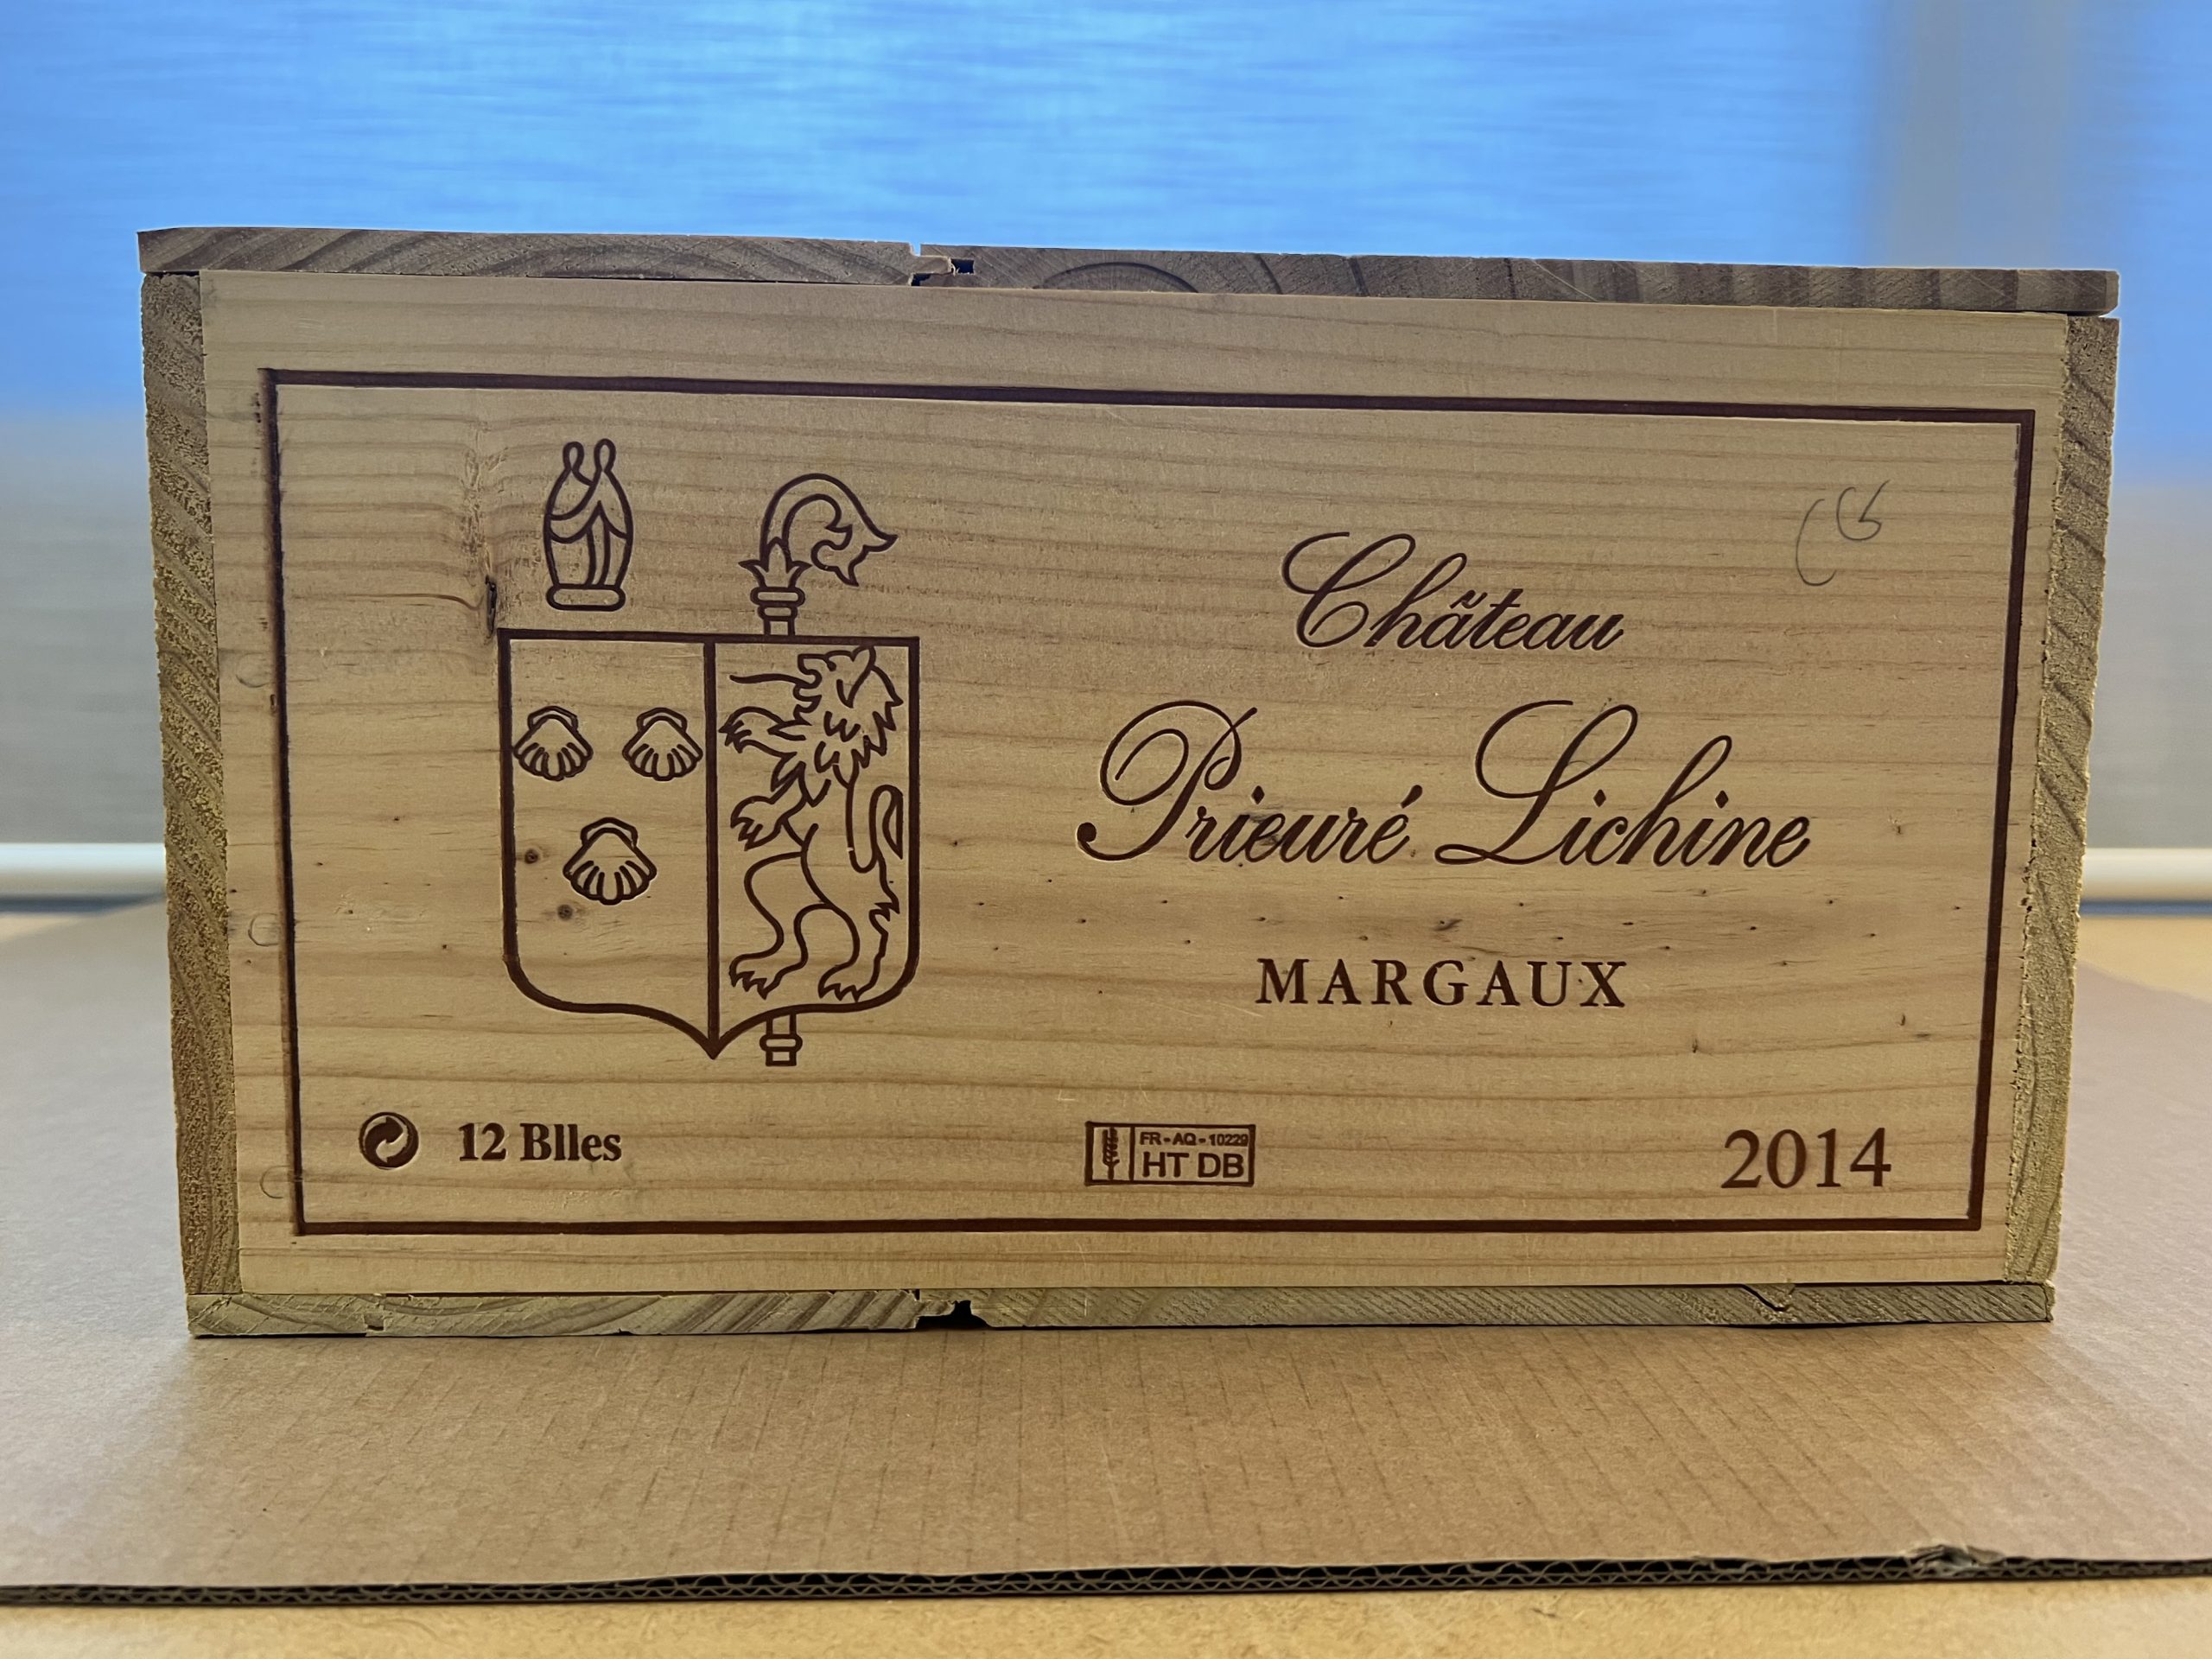 Château
Prieuré Lichine
MARGAUX
12 Blles
FR-AQ-10229
HT DB
2014